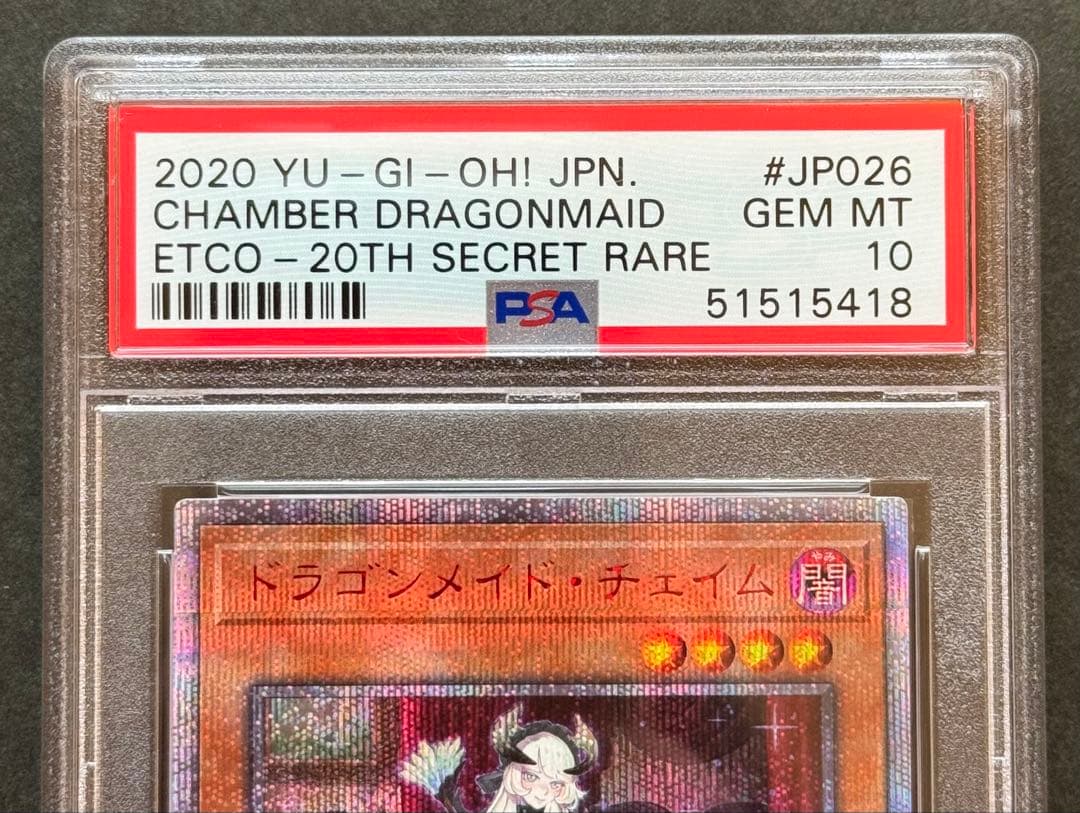 2020 YU-GI-OH! JPN. #JP026
CHAMBER DRAGONMAID GEM MT
ETCO-20TH SECRET RARE 10
PSA 51515418
ドラゴンメイド・チェイム
やみ
闇